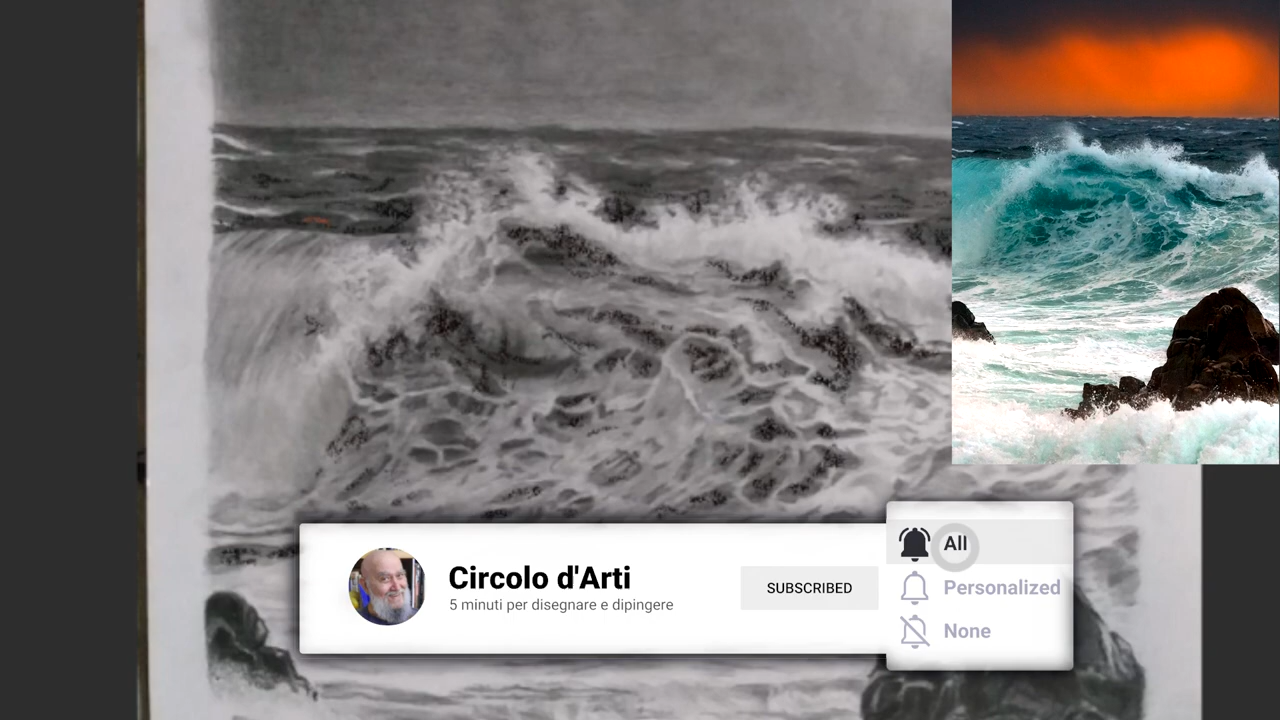 Circolo d'Arti
5 minuti per disegnare e dipingere
SUBSCRIBED
All
Personalized
None